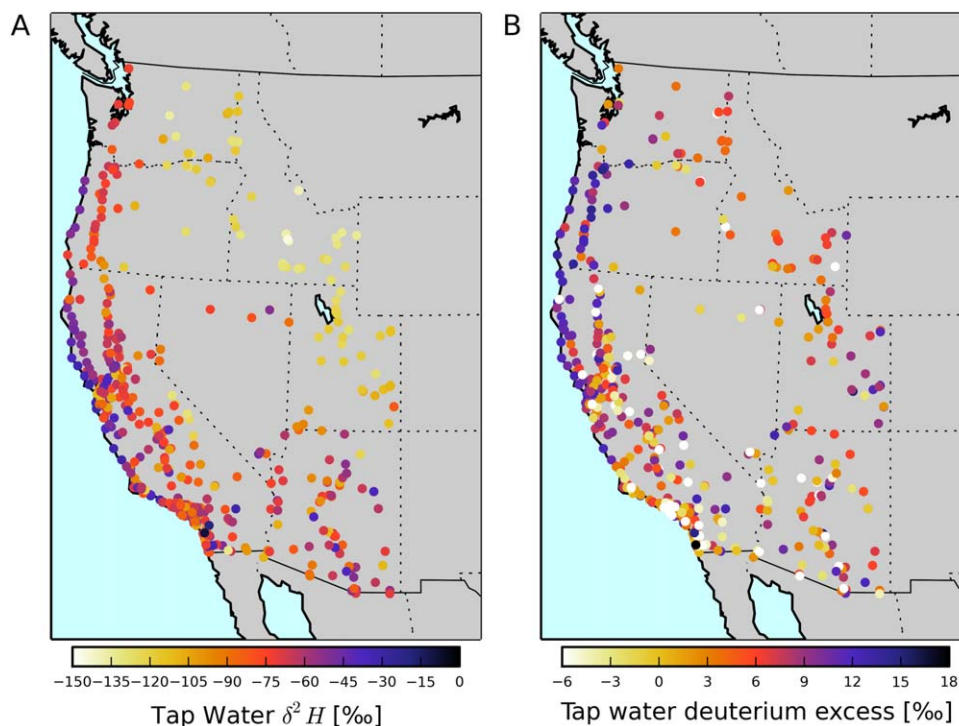 A
B
−150 −135 −120 −105 −90 −75 −60 −45 −30 −15 0
Tap Water δ² H [‰]
−6 −3 0 3 6 9 12 15 18
Tap water deuterium excess [‰]